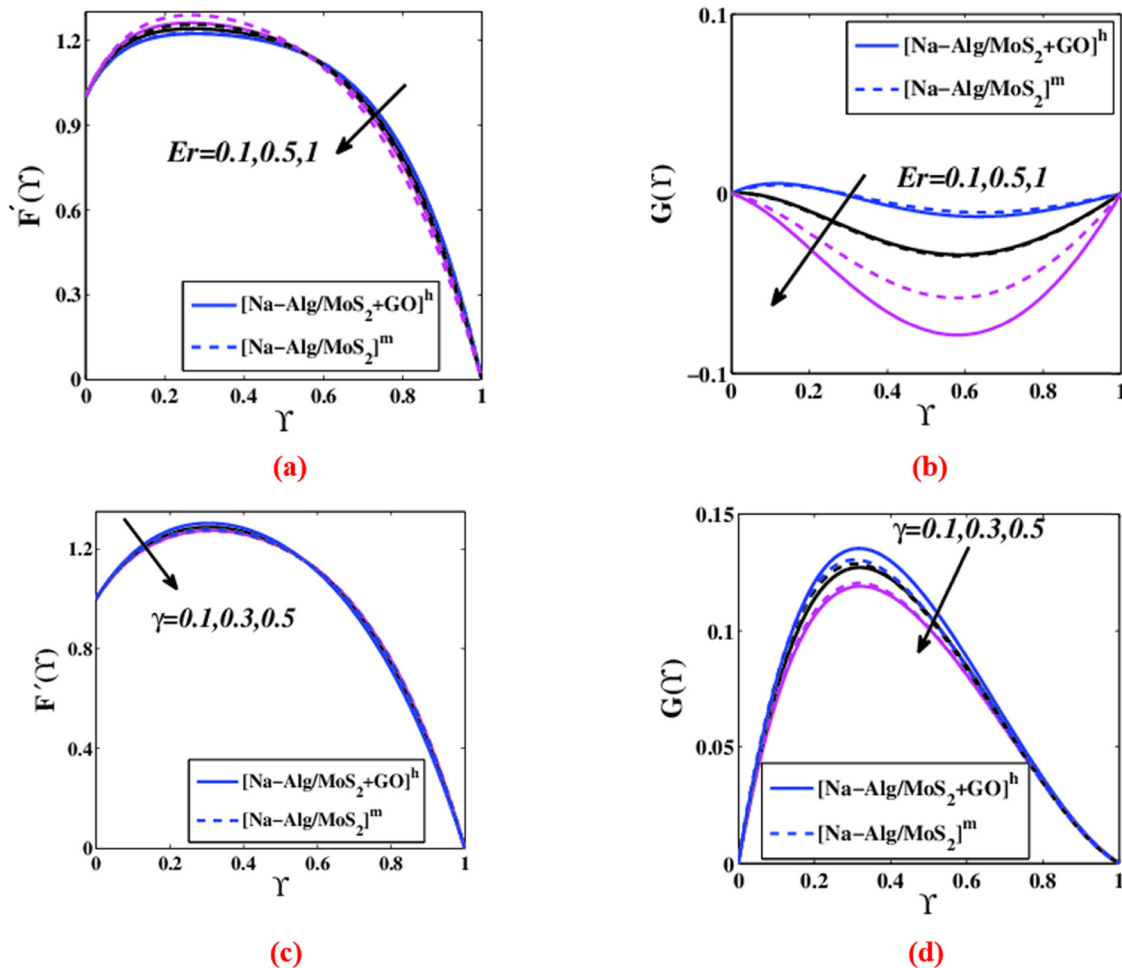 1.2
0.9
0.6
0.3
0
F́(ϒ)
Er=0.1,0.5,1
[Na-Alg/MoS₂+GO]ʰ
[Na-Alg/MoS₂]ᵐ
0 0.2 0.4 0.6 0.8 1
ϒ
(a)
0.1
0
−0.1
G(ϒ)
[Na-Alg/MoS₂+GO]ʰ
[Na-Alg/MoS₂]ᵐ
Er=0.1,0.5,1
0 0.2 0.4 0.6 0.8 1
ϒ
(b)
1.2
0.8
0.4
0
F′(ϒ)
γ=0.1,0.3,0.5
[Na-Alg/MoS₂+GO]ʰ
[Na-Alg/MoS₂]ᵐ
0 0.2 0.4 0.6 0.8 1
ϒ
(c)
0.15
0.1
0.05
0
G(ϒ)
γ=0.1,0.3,0.5
[Na-Alg/MoS₂+GO]ʰ
[Na-Alg/MoS₂]ᵐ
0 0.2 0.4 0.6 0.8 1
ϒ
(d)